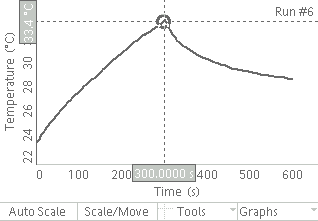 Run #6
33.4 °C
Temperature (°C)
30
28
26
24
22
0
100
200
300.0000 s
400
500
600
Time (s)
Auto Scale
Scale/Move
Tools
Graphs